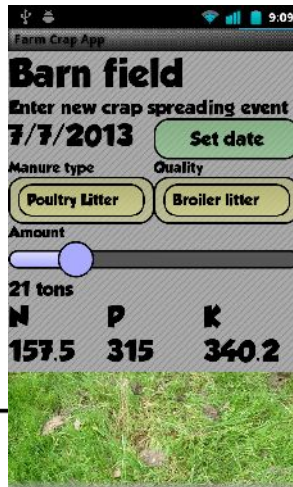 9:09
Farm Crap App
Barn field
Enter new crap spreading event
7/7/2013 Set date
Manure type Quality
Poultry Litter Broiler litter
Amount
21 tons
N P K
157.5 315 340.2